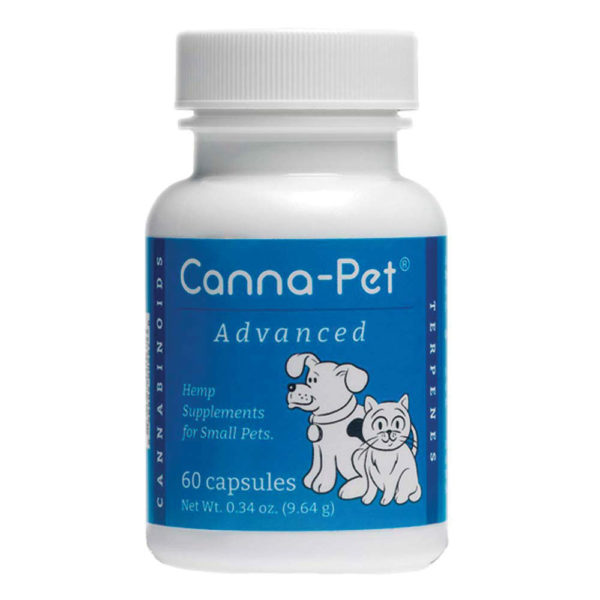 Canna-Pet®
Advanced
Hemp
Supplements
for Small Pets.
60 capsules
Net Wt. 0.34 oz. (9.64 g)
CANNABINOIDS
TERPENES